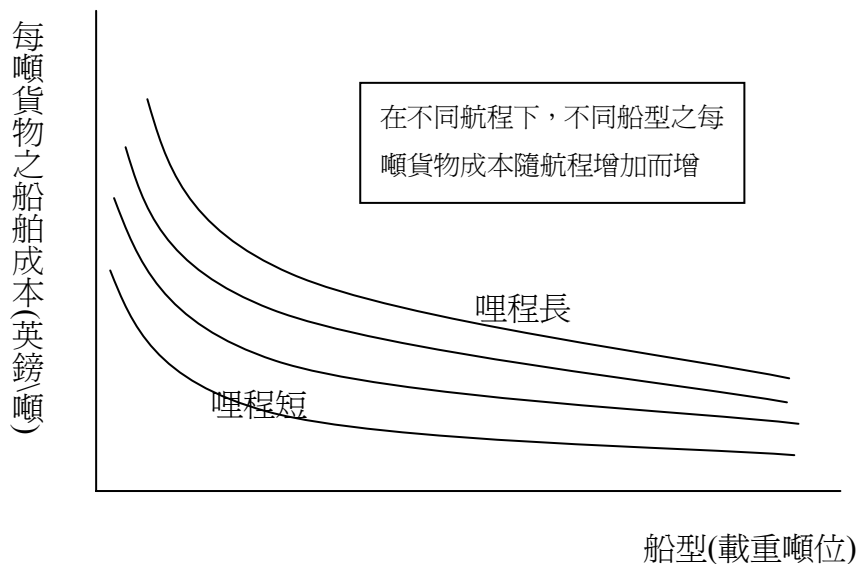 每噸貨物之船舶成本(英鎊/噸)
在不同航程下，不同船型之每
噸貨物成本隨航程增加而增
哩程長
哩程短
船型(載重噸位)